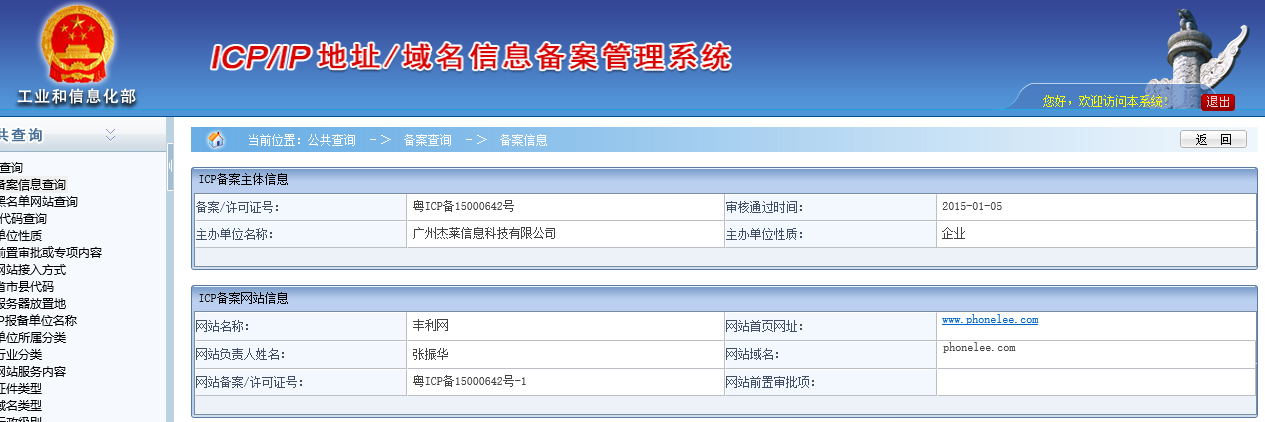 ICP/IP 地址/域名信息备案管理系统
工业和信息化部
您好，欢迎访问本系统！ 退出
共查询
当前位置：公共查询 －＞ 备案查询 －＞ 备案信息 返 回
查询
备案信息查询
黑名单网站查询
代码查询
单位性质
前置审批或专项内容
网站接入方式
省市县代码
服务器放置地
P报备单位名称
单位所属分类
行业分类
网站服务内容
证件类型
域名类型
行政级别
ICP备案主体信息
备案/许可证号： 粤ICP备15000642号 审核通过时间： 2015-01-05
主办单位名称： 广州杰莱信息科技有限公司 主办单位性质： 企业
ICP备案网站信息
网站名称： 丰利网 网站首页网址： www.phonelee.com
网站负责人姓名： 张振华 网站域名： phonelee.com
网站备案/许可证号： 粤ICP备15000642号-1 网站前置审批项：